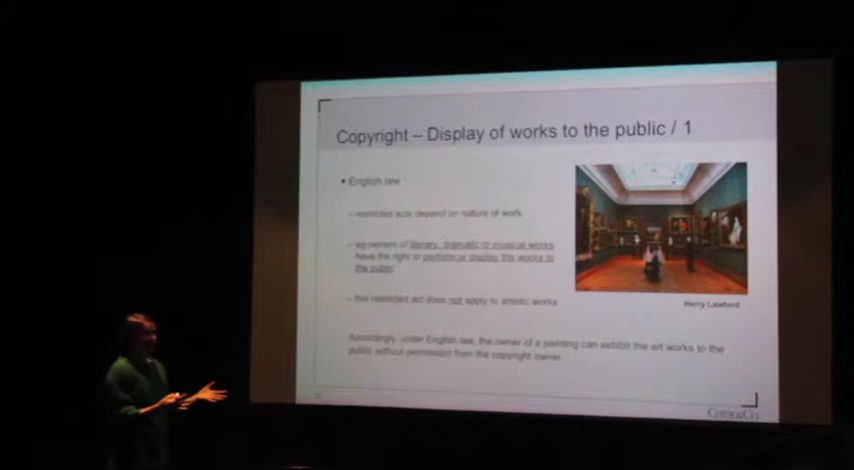 Copyright – Display of works to the public / 1
▪ English law
– restricted acts depend on nature of work
– eg owners of literary, dramatic or musical works
have the right to perform or display the works to
the public
– this restricted act does not apply to artistic works
Harry Lawford
Accordingly, under English law, the owner of a painting can exhibit the art works to the
public without permission from the copyright owner